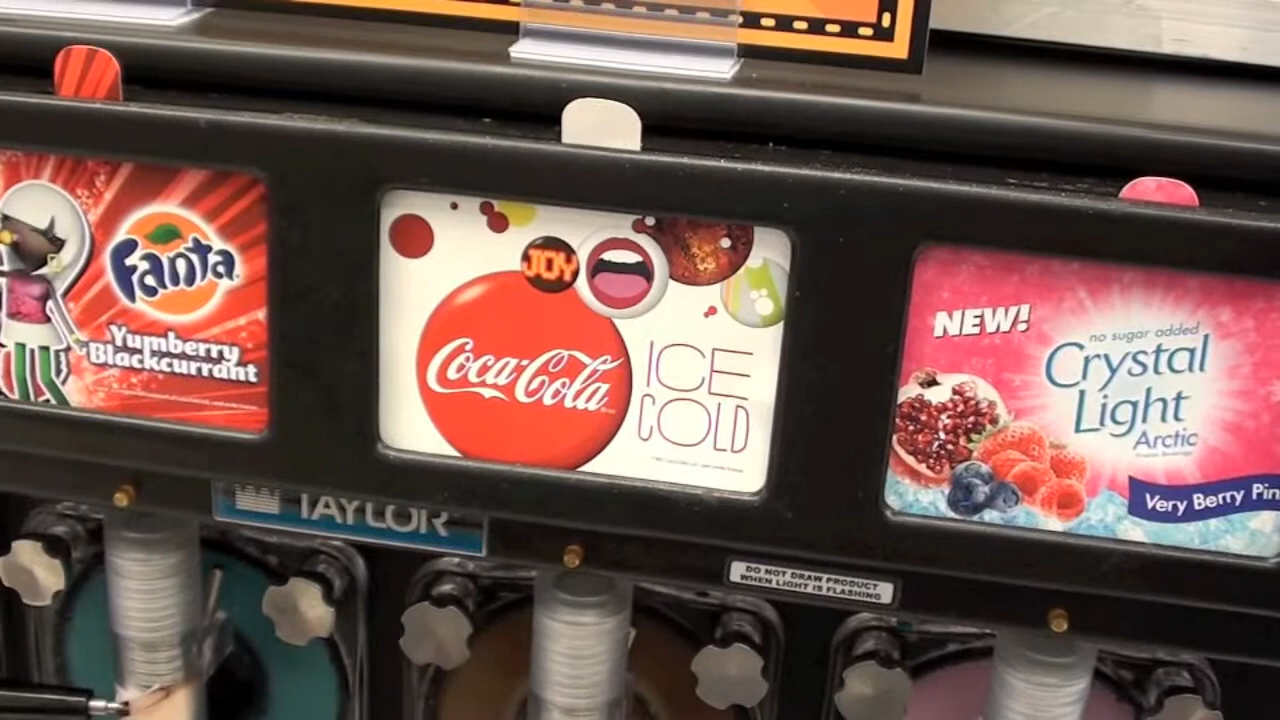 Fanta
Yumberry
Blackcurrant
JOY
Coca-Cola
ICE
COLD
NEW!
no sugar added
Crystal
Light
Arctic
Very Berry Pin
TAYLOR
DO NOT DRAW PRODUCT
WHEN LIGHT IS FLASHING